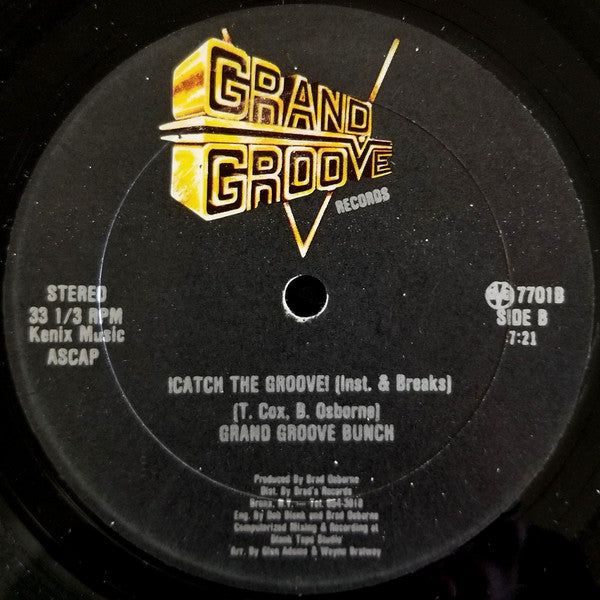 GRAND
GROOVE
RECORDS
STEREO
33 1/3 RPM
Kenix Music
ASCAP
7701B
SIDE B
7:21
!CATCH THE GROOVE! (Inst. & Breaks)
(T. Cox, B. Osborne)
GRAND GROOVE BUNCH
Produced By Brad Osborne
Dist. By Brad's Records
Bronx, N.Y. — Tel.
Eng. By Bob Blank and Brad Osborne
Computerized Mixing & Recording at
Blank Tape Studio
Arr. By Glen Adams & Wayne